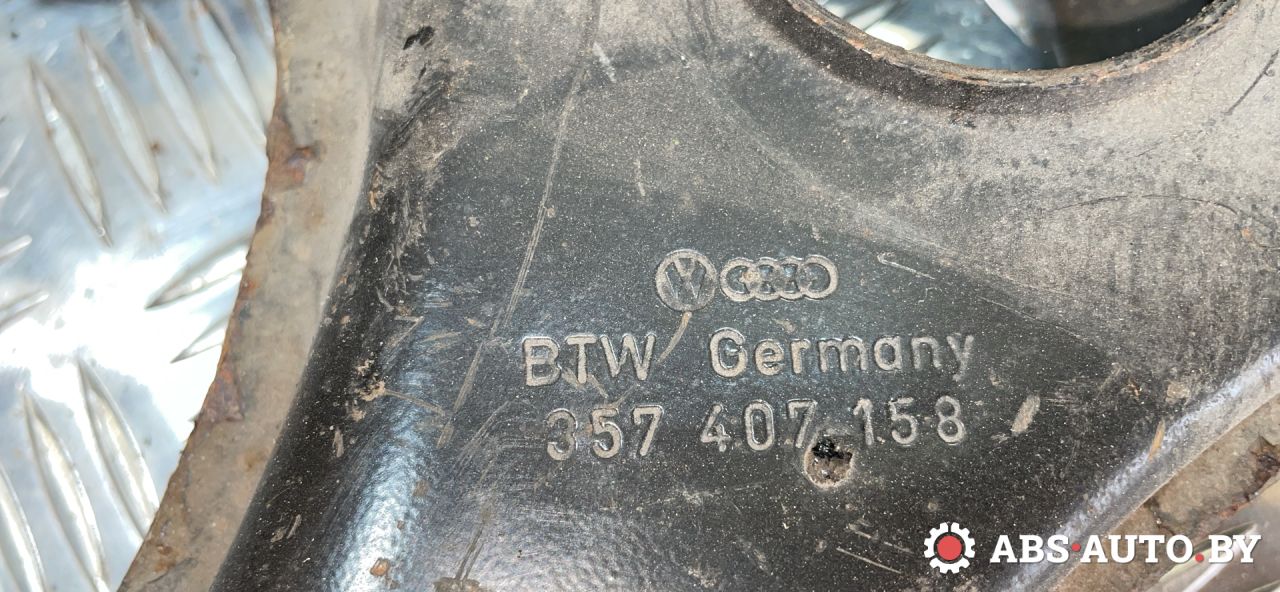 BTW Germany
357 407 158
ABS-AUTO.BY